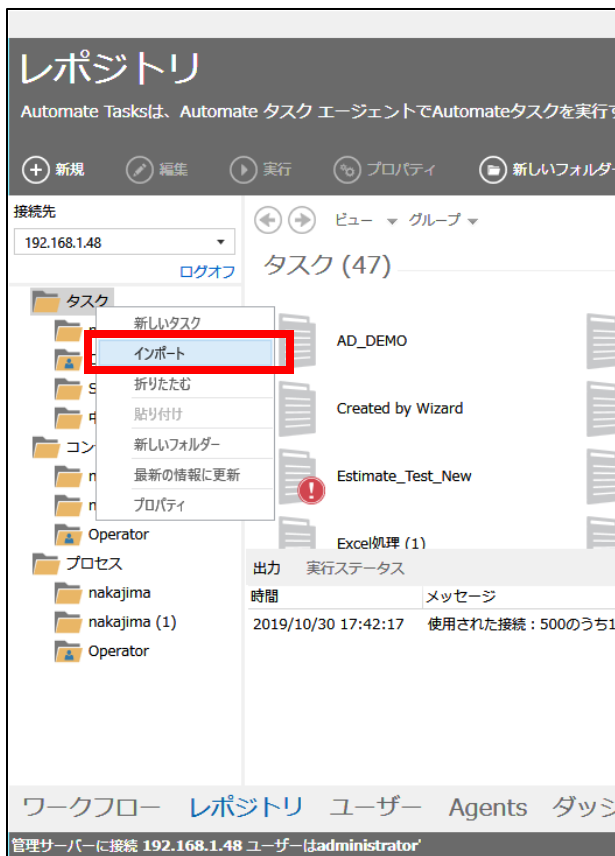 レポジトリ
Automate Tasksは、Automate タスク エージェントでAutomateタスクを実行す
新規 編集 実行 プロパティ 新しいフォルダー
接続先
192.168.1.48
ログオフ
ビュー グループ
タスク (47)
タスク
新しいタスク
インポート
折りたたむ
貼り付け
新しいフォルダー
最新の情報に更新
プロパティ
S
コン
n
n
Operator
プロセス
nakajima
nakajima (1)
Operator
AD_DEMO
Created by Wizard
Estimate_Test_New
Excel処理 (1)
出力 実行ステータス
時間 メッセージ
2019/10/30 17:42:17 使用された接続：500のうち1
ワークフロー レポジトリ ユーザー Agents ダッシ
管理サーバーに接続 192.168.1.48 ユーザーはadministrator'